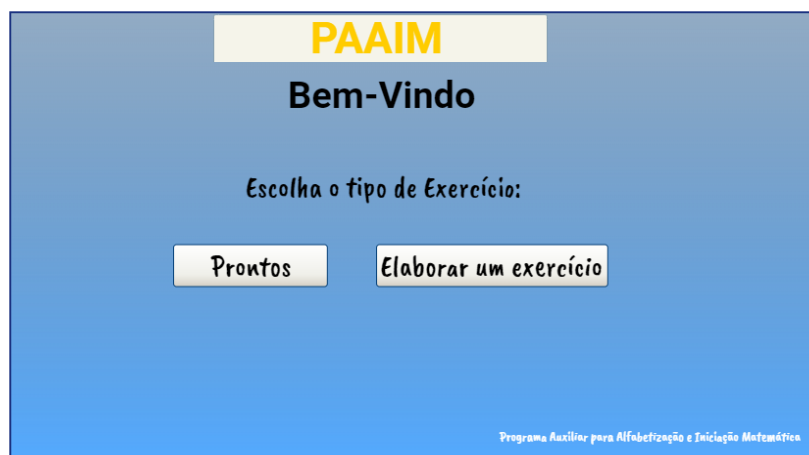 PAAIM
Bem-Vindo
Escolha o tipo de Exercício:
Prontos
Elaborar um exercício
Programa Auxiliar para Alfabetização e Iniciação Matemática